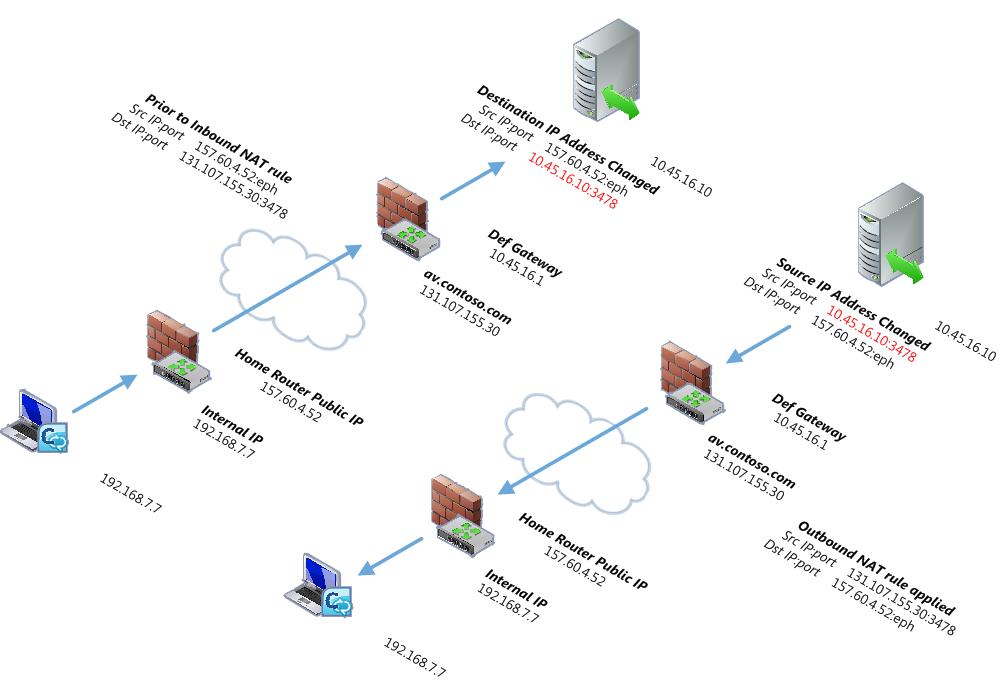 Prior to Inbound NAT rule
Src IP:port 157.60.4.52:eph
Dst IP:port 131.107.155.30:3478
Destination IP Address Changed
Src IP:port 157.60.4.52:eph
Dst IP:port 10.45.16.10:3478
10.45.16.10
Def Gateway
10.45.16.1
av.contoso.com
131.107.155.30
Home Router Public IP
157.60.4.52
Internal IP
192.168.7.7
192.168.7.7
Source IP Address Changed
Src IP:port 10.45.16.10:3478
Dst IP:port 157.60.4.52:eph
10.45.16.10
Def Gateway
10.45.16.1
av.contoso.com
131.107.155.30
Home Router Public IP
157.60.4.52
Internal IP
192.168.7.7
192.168.7.7
Outbound NAT rule applied
Src IP:port 131.107.155.30:3478
Dst IP:port 157.60.4.52:eph